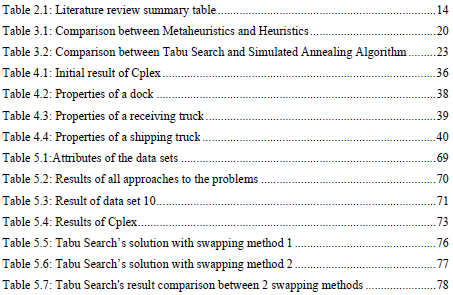 Table 2.1: Literature review summary table.......................................................................14
Table 3.1: Comparison between Metaheuristics and Heuristics.........................................20
Table 3.2: Comparison between Tabu Search and Simulated Annealing Algorithm.........23
Table 4.1: Initial result of Cplex..........................................................................................36
Table 4.2: Properties of a dock............................................................................................38
Table 4.3: Properties of a receiving truck............................................................................39
Table 4.4: Properties of a shipping truck.............................................................................40
Table 5.1:Attributes of the data sets....................................................................................69
Table 5.2: Results of all approaches to the problems..........................................................70
Table 5.3: Result of data set 10............................................................................................71
Table 5.4: Results of Cplex..................................................................................................73
Table 5.5: Tabu Search’s solution with swapping method 1...............................................76
Table 5.6: Tabu Search’s solution with swapping method 2...............................................77
Table 5.7: Tabu Search's result comparison between 2 swapping methods.......................78